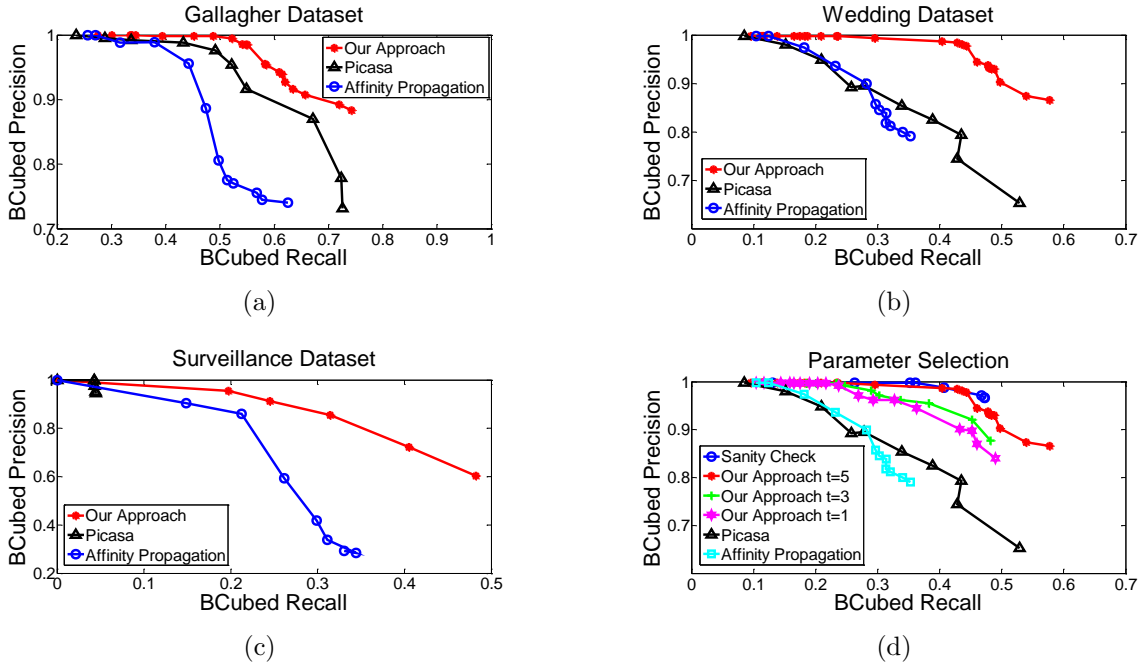 Gallagher Dataset
1
0.9
0.8
0.7
BCubed Precision
Our Approach
Picasa
Affinity Propagation
0.2 0.3 0.4 0.5 0.6 0.7 0.8 0.9 1
BCubed Recall
(a)
Wedding Dataset
1
0.9
0.8
0.7
BCubed Precision
Our Approach
Picasa
Affinity Propagation
0 0.1 0.2 0.3 0.4 0.5 0.6 0.7
BCubed Recall
(b)
Surveillance Dataset
1
0.8
0.6
0.4
0.2
BCubed Precision
Our Approach
Picasa
Affinity Propagation
0 0.1 0.2 0.3 0.4 0.5
BCubed Recall
(c)
Parameter Selection
1
0.9
0.8
0.7
BCubed Precision
Sanity Check
Our Approach t=5
Our Approach t=3
Our Approach t=1
Picasa
Affinity Propagation
0 0.1 0.2 0.3 0.4 0.5 0.6 0.7
BCubed Recall
(d)